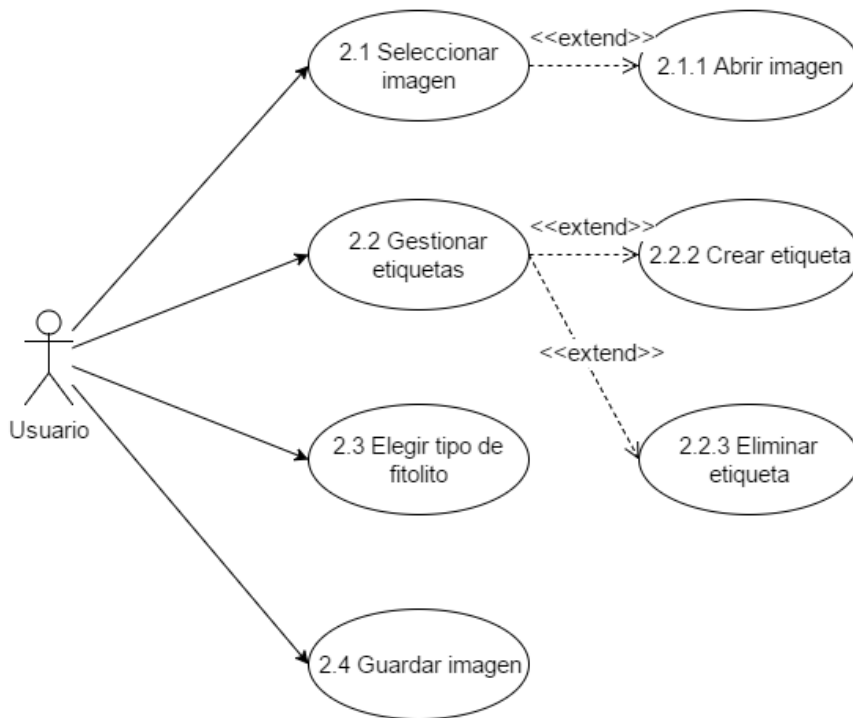 <<extend>>
2.1 Seleccionar
imagen
2.1.1 Abrir imagen
<<extend>>
2.2 Gestionar
etiquetas
2.2.2 Crear etiqueta
<<extend>>
Usuario
2.3 Elegir tipo de
fitolito
2.2.3 Eliminar
etiqueta
2.4 Guardar imagen